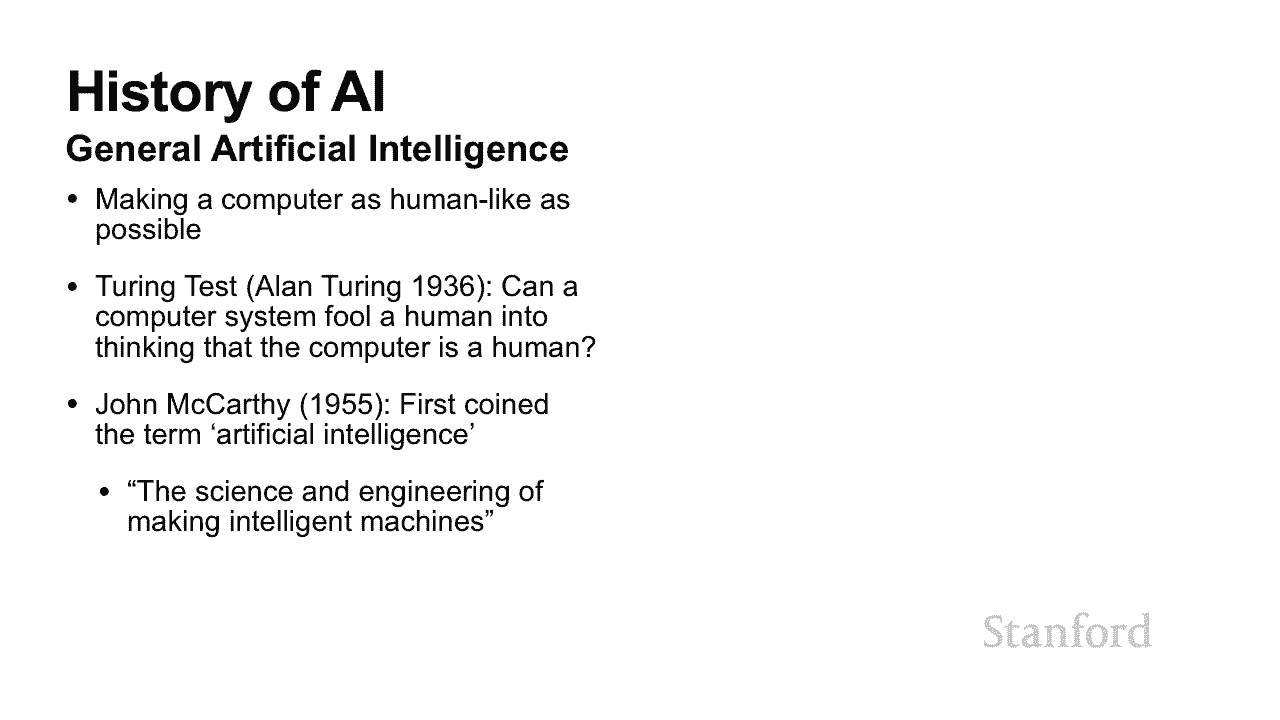 History of AI
General Artificial Intelligence
• Making a computer as human-like as
possible
• Turing Test (Alan Turing 1936): Can a
computer system fool a human into
thinking that the computer is a human?
• John McCarthy (1955): First coined
the term ‘artificial intelligence’
• “The science and engineering of
making intelligent machines”
Stanford